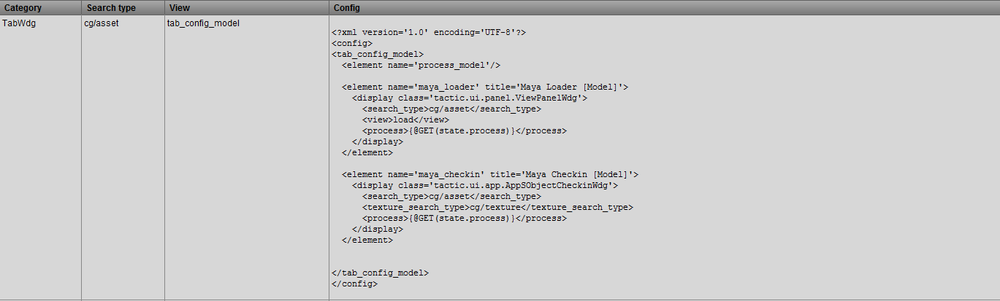 Category Search type View Config
TabWdg cg/asset tab_config_model
<?xml version='1.0' encoding='UTF-8'?>
<config>
<tab_config_model>
  <element name='process_model'/>

  <element name='maya_loader' title='Maya Loader [Model]'>
    <display class='tactic.ui.panel.ViewPanelWdg'>
      <search_type>cg/asset</search_type>
      <view>load</view>
      <process>{@GET(state.process)}</process>
    </display>
  </element>

  <element name='maya_checkin' title='Maya Checkin [Model]'>
    <display class='tactic.ui.app.AppSObjectCheckinWdg'>
      <search_type>cg/asset</search_type>
      <texture_search_type>cg/texture</texture_search_type>
      <process>{@GET(state.process)}</process>
    </display>
  </element>

</tab_config_model>
</config>